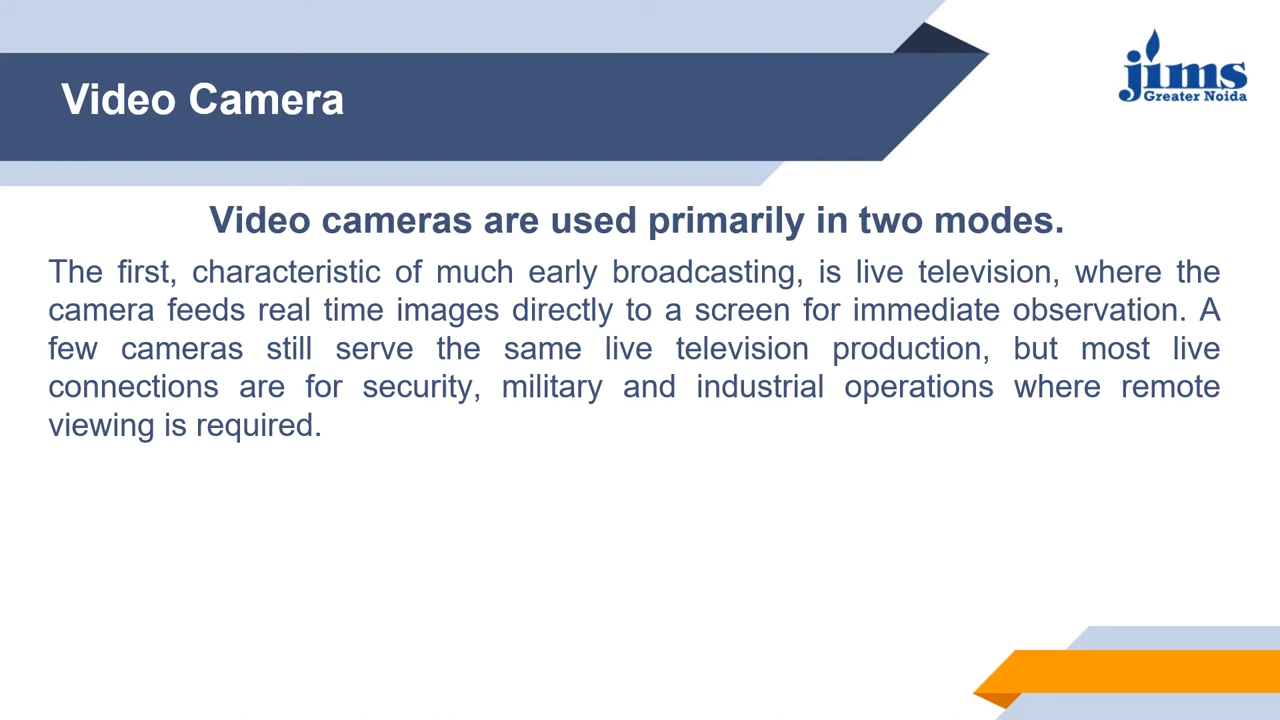 Video Camera
jims
Greater Noida
Video cameras are used primarily in two modes.
The first, characteristic of much early broadcasting, is live television, where the
camera feeds real time images directly to a screen for immediate observation. A
few cameras still serve the same live television production, but most live
connections are for security, military and industrial operations where remote
viewing is required.